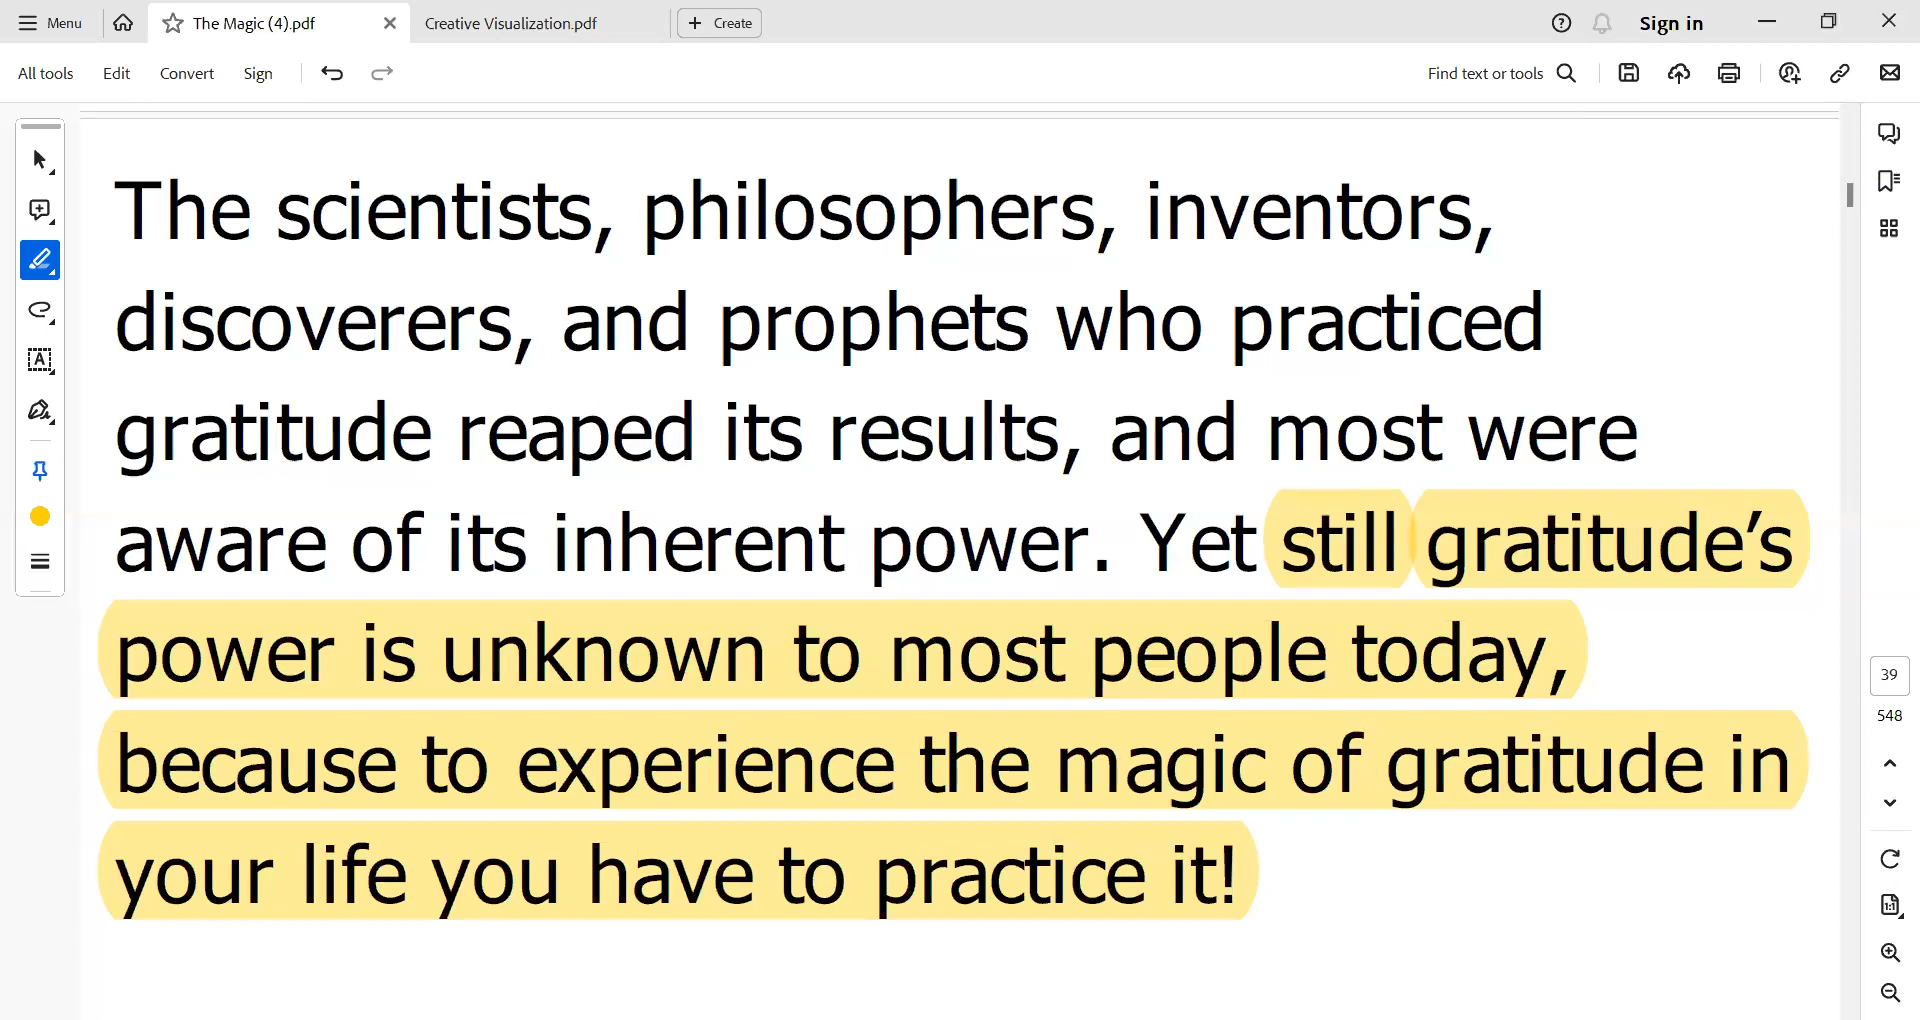 Menu
The Magic (4).pdf
Creative Visualization.pdf
Create
Sign in
All tools
Edit
Convert
Sign
Find text or tools
The scientists, philosophers, inventors,
discoverers, and prophets who practiced
gratitude reaped its results, and most were
aware of its inherent power. Yet still gratitude’s
power is unknown to most people today,
because to experience the magic of gratitude in
your life you have to practice it!
39
548